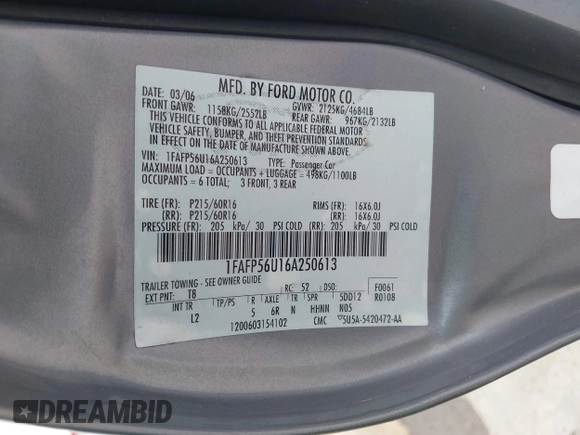 MFD. BY FORD MOTOR CO.
03/06
GVWR: 2125KG/4684LB
FRONT GAWR: 1158KG/2552LB
REAR GAWR: 967KG/2132LB
THIS VEHICLE CONFORMS TO ALL APPLICABLE FEDERAL MOTOR
VEHICLE SAFETY, BUMPER, AND THEFT PREVENTION STANDARDS
IN EFFECT ON THE DATE OF MANUFACTURE SHOWN ABOVE.
VIN: 1FAFP56U16A250613 TYPE: Passenger Car
MAXIMUM LOAD = OCCUPANTS + LUGGAGE = 498KG/1100LB
OCCUPANTS = 6 TOTAL; 3 FRONT, 3 REAR
TIRE (FR): P215/60R16 RIMS (FR): 16X6.0J
(RR): P215/60R16 (RR): 16X6.0J
PRESSURE (FR): 205 kPa/ 30 PSI COLD (RR): 205 kPa/ 30 PSI COLD
1FAFP56U16A250613
TRAILER TOWING - SEE OWNER GUIDE
EXT PNT: T8 RC: 52 DSO: F0061
INT TR TP/PS R AXLE TR SPR 5DD12 R0108
L2 5 6R N HHNN N05
1200603154102 CMC 5U5A-5420472-AA
DREAMBID